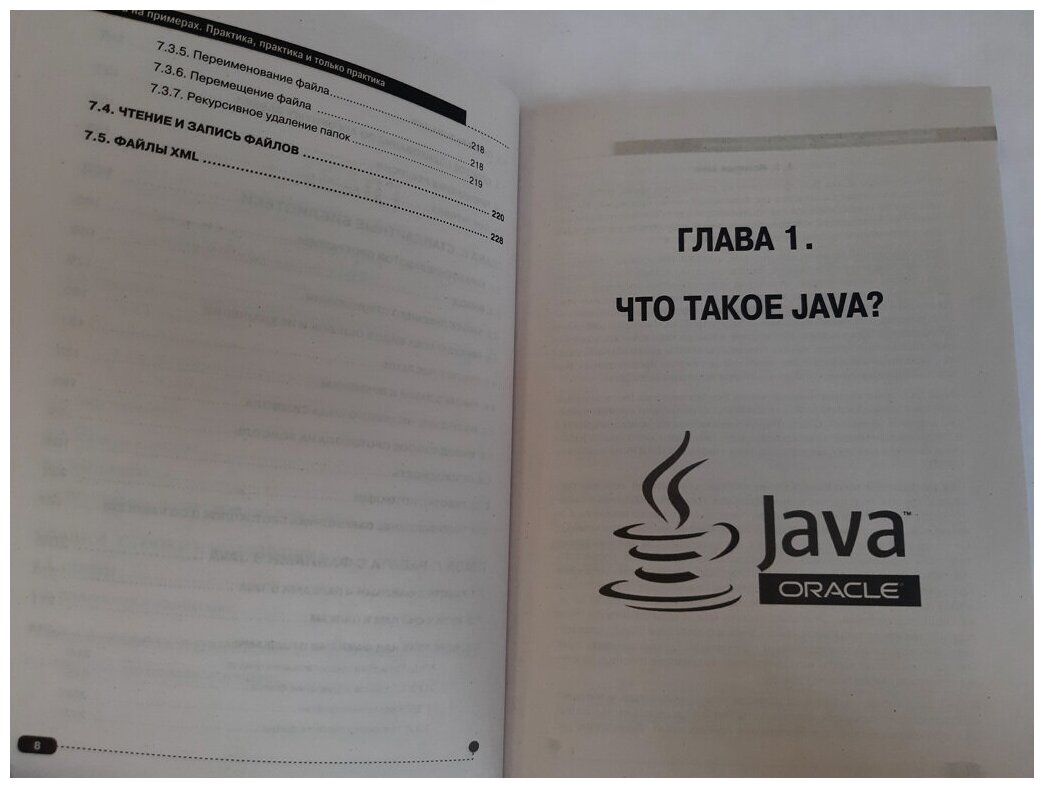 на примерах. Практика, практика и только практика
7.3.5. Переименование файла 218
7.3.6. Перемещение файла 218
7.3.7. Рекурсивное удаление папок 219
7.4. ЧТЕНИЕ И ЗАПИСЬ ФАЙЛОВ 220
7.5. ФАЙЛЫ XML 228
8
ГЛАВА 1.
ЧТО ТАКОЕ JAVA?
Java™
ORACLE